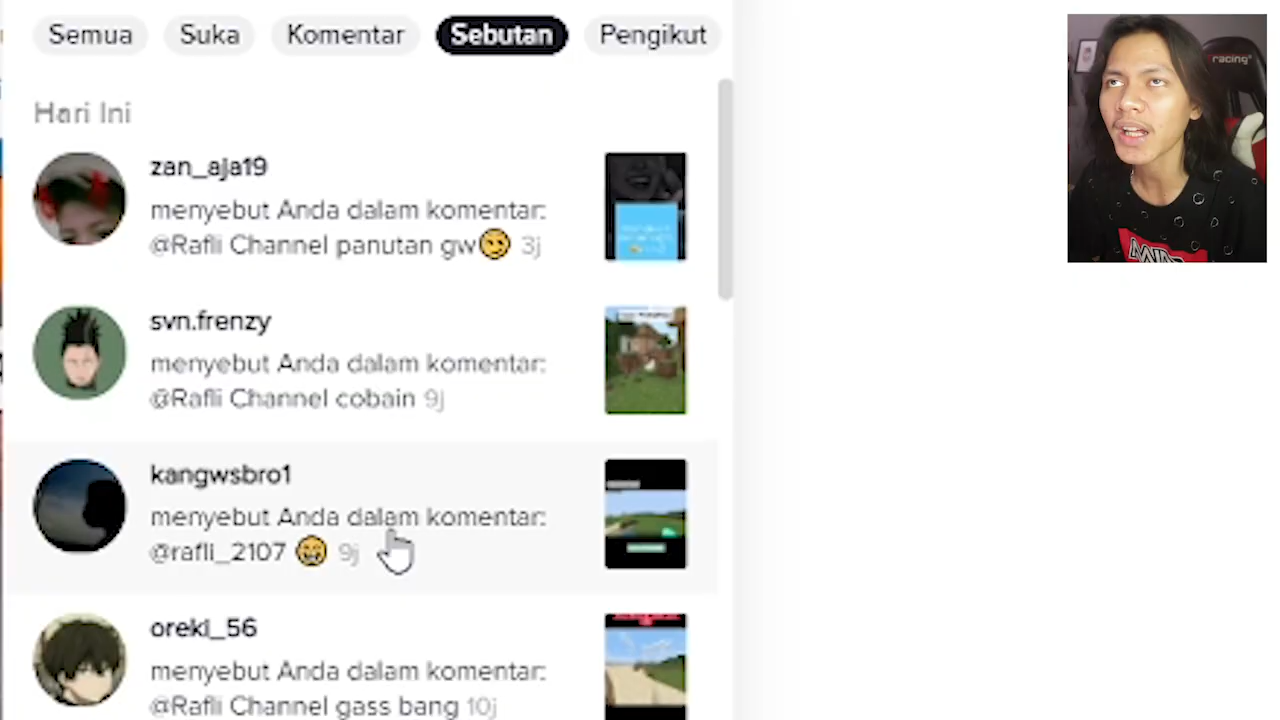 Semua Suka Komentar Sebutan Pengikut
racing
Hari Ini
zan_aja19
menyebut Anda dalam komentar:
@Rafli Channel panutan gw😏 3j
svn.frenzy
menyebut Anda dalam komentar:
@Rafli Channel cobain 9j
kangwsbro1
menyebut Anda dalam komentar:
@rafli_2107 😁 9j
oreki_56
menyebut Anda dalam komentar:
@Rafli Channel gass bang 10j